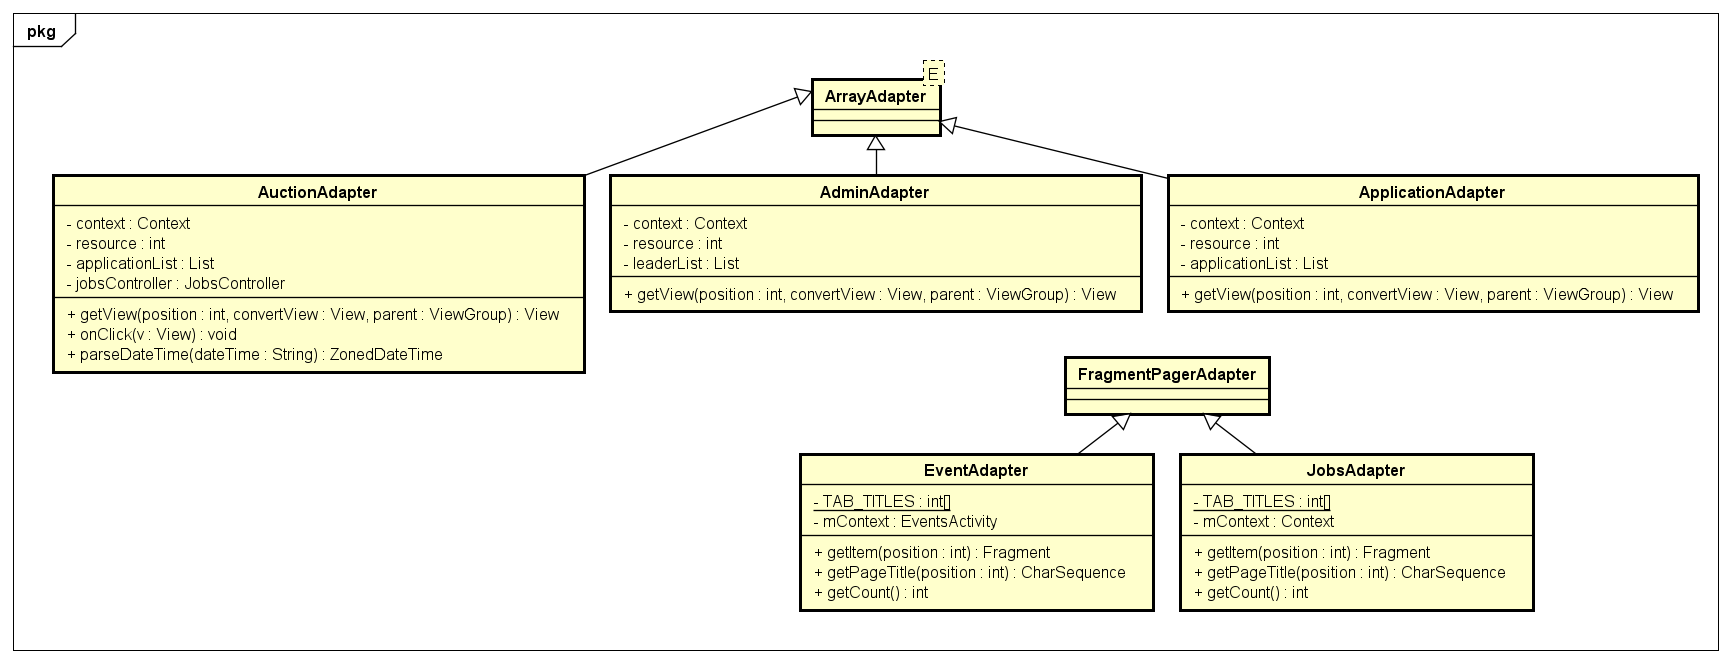 pkg
E
ArrayAdapter
AuctionAdapter
- context : Context
- resource : int
- applicationList : List
- jobsController : JobsController
+ getView(position : int, convertView : View, parent : ViewGroup) : View
+ onClick(v : View) : void
+ parseDateTime(dateTime : String) : ZonedDateTime
AdminAdapter
- context : Context
- resource : int
- leaderList : List
+ getView(position : int, convertView : View, parent : ViewGroup) : View
ApplicationAdapter
- context : Context
- resource : int
- applicationList : List
+ getView(position : int, convertView : View, parent : ViewGroup) : View
FragmentPagerAdapter
EventAdapter
- TAB_TITLES : int[]
- mContext : EventsActivity
+ getItem(position : int) : Fragment
+ getPageTitle(position : int) : CharSequence
+ getCount() : int
JobsAdapter
- TAB_TITLES : int[]
- mContext : Context
+ getItem(position : int) : Fragment
+ getPageTitle(position : int) : CharSequence
+ getCount() : int